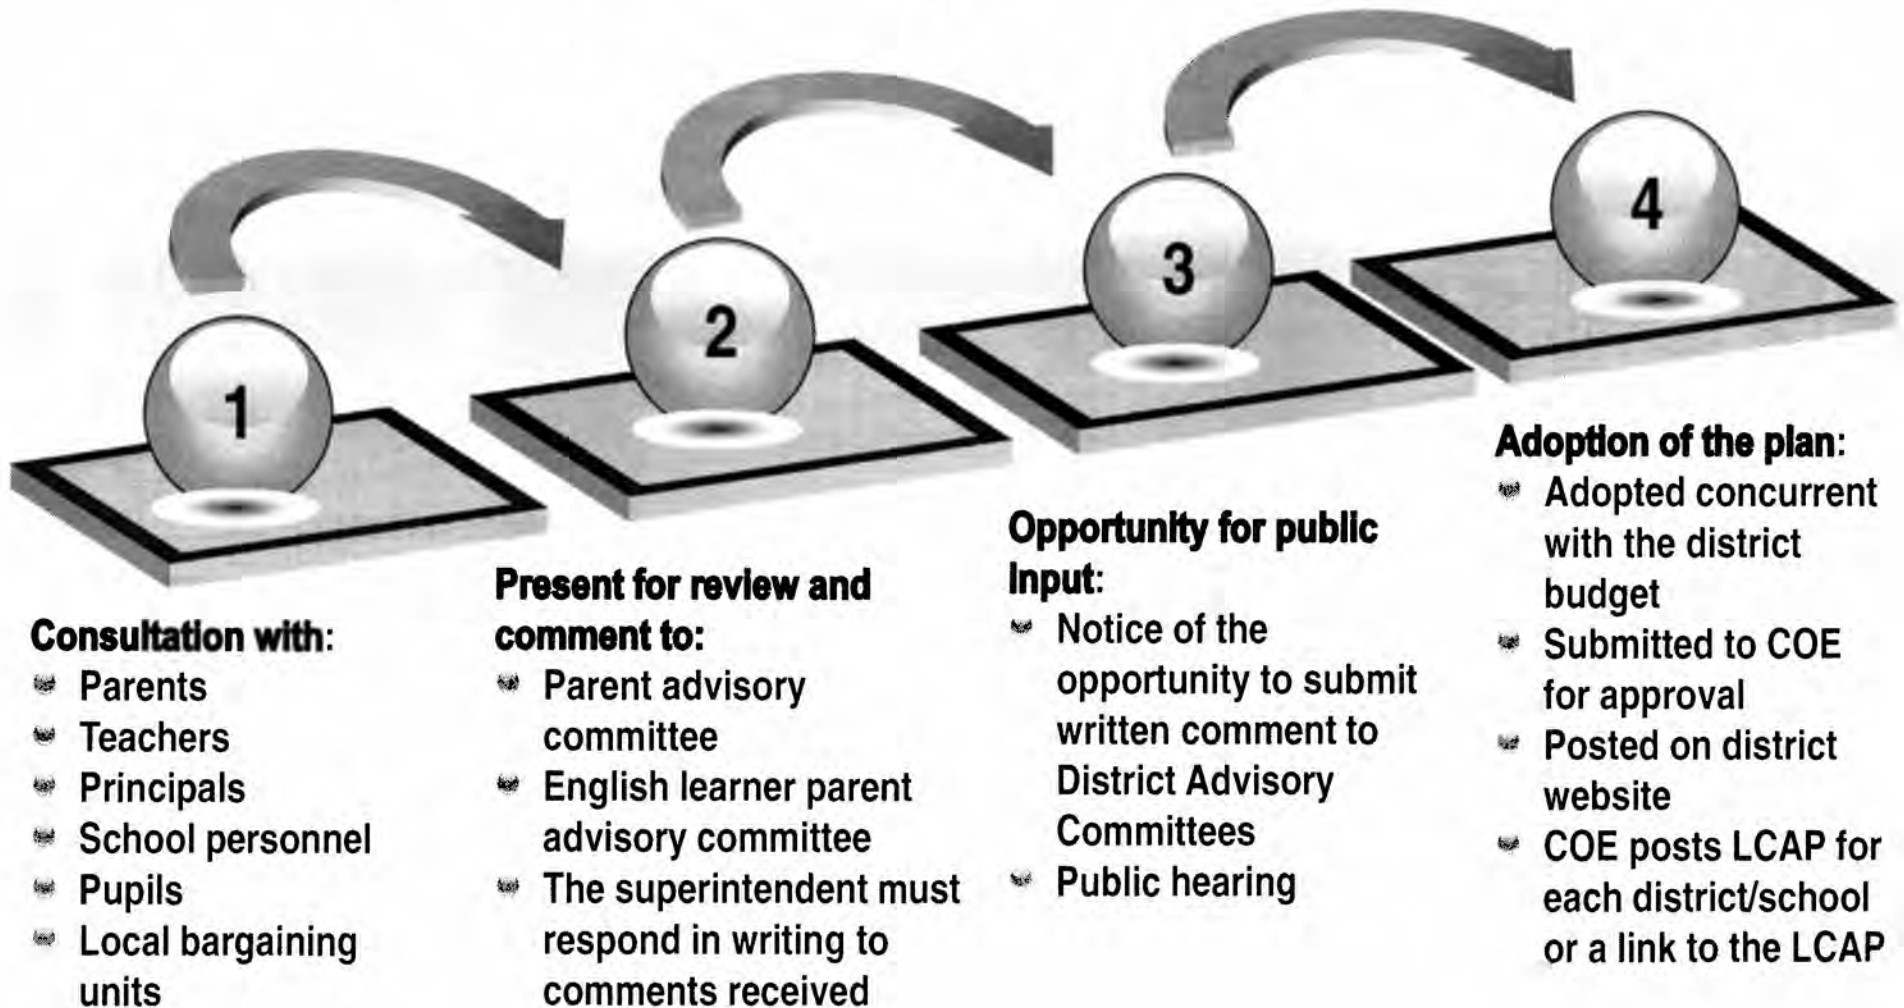 1
Consultation with:
Parents
Teachers
Principals
School personnel
Pupils
Local bargaining
units
2
Present for review and
comment to:
Parent advisory
committee
English learner parent
advisory committee
The superintendent must
respond in writing to
comments received
3
Opportunity for public
Input:
Notice of the
opportunity to submit
written comment to
District Advisory
Committees
Public hearing
4
Adoption of the plan:
Adopted concurrent
with the district
budget
Submitted to COE
for approval
Posted on district
website
COE posts LCAP for
each district/school
or a link to the LCAP